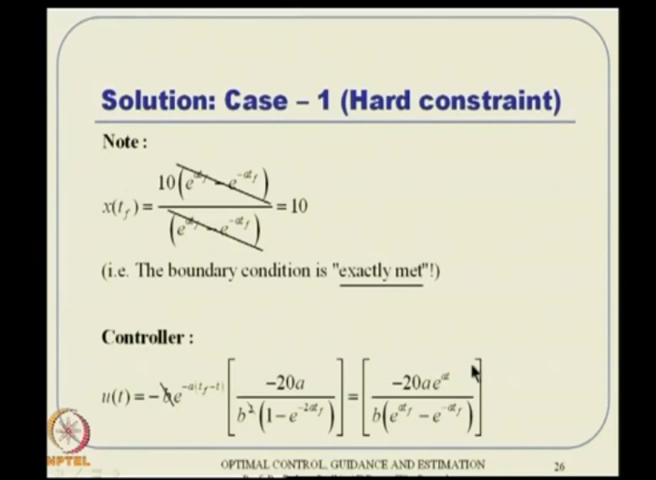 Solution: Case – 1 (Hard constraint)
Note :
x(t_f) = 10(e^{at_f} − e^{−at_f}) / (e^{at_f} − e^{−at_f}) = 10
(i.e. The boundary condition is "exactly met"!)
Controller :
u(t) = −b e^{−a(t_f−t)} [−20a / b²(1−e^{−2at_f})] = [−20ae^{at} / b(e^{at_f} − e^{−at_f})]
NPTEL
OPTIMAL CONTROL, GUIDANCE AND ESTIMATION
26